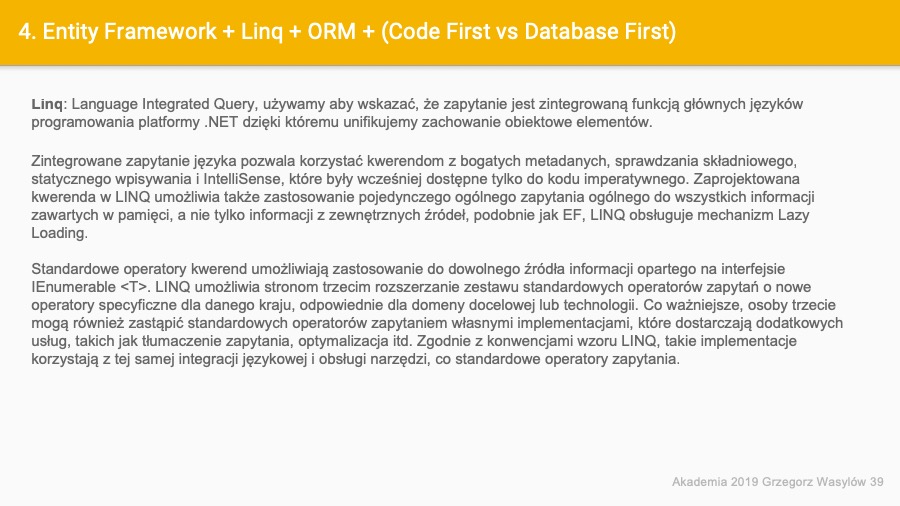 4. Entity Framework + Linq + ORM + (Code First vs Database First)
Linq: Language Integrated Query, używamy aby wskazać, że zapytanie jest zintegrowaną funkcją głównych języków
programowania platformy .NET dzięki któremu unifikujemy zachowanie obiektowe elementów.
Zintegrowane zapytanie języka pozwala korzystać kwerendom z bogatych metadanych, sprawdzania składniowego,
statycznego wpisywania i IntelliSense, które były wcześniej dostępne tylko do kodu imperatywnego. Zaprojektowana
kwerenda w LINQ umożliwia także zastosowanie pojedynczego ogólnego zapytania ogólnego do wszystkich informacji
zawartych w pamięci, a nie tylko informacji z zewnętrznych źródeł, podobnie jak EF, LINQ obsługuje mechanizm Lazy
Loading.
Standardowe operatory kwerend umożliwiają zastosowanie do dowolnego źródła informacji opartego na interfejsie
IEnumerable <T>. LINQ umożliwia stronom trzecim rozszerzanie zestawu standardowych operatorów zapytań o nowe
operatory specyficzne dla danego kraju, odpowiednie dla domeny docelowej lub technologii. Co ważniejsze, osoby trzecie
mogą również zastąpić standardowych operatorów zapytaniem własnymi implementacjami, które dostarczają dodatkowych
usług, takich jak tłumaczenie zapytania, optymalizacja itd. Zgodnie z konwencjami wzoru LINQ, takie implementacje
korzystają z tej samej integracji językowej i obsługi narzędzi, co standardowe operatory zapytania.
Akademia 2019 Grzegorz Wasylów 39